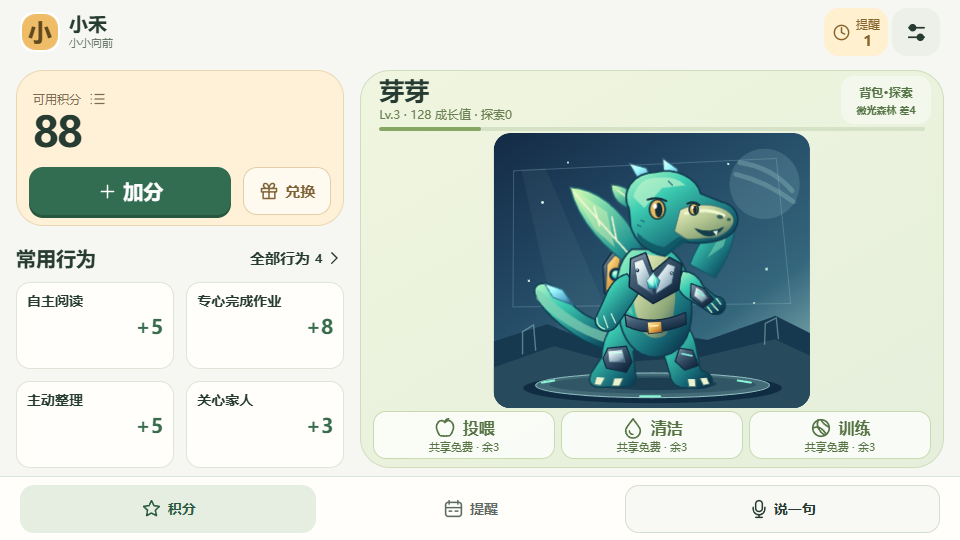 小
小禾
小小向前
提醒
1
可用积分
88
加分
兑换
常用行为
全部行为 4
自主阅读
+5
专心完成作业
+8
主动整理
+5
关心家人
+3
芽芽
Lv.3 · 128 成长值 · 探索0
背包•探索
微光森林 差4
投喂
共享免费 · 余3
清洁
共享免费 · 余3
训练
共享免费 · 余3
积分
提醒
说一句